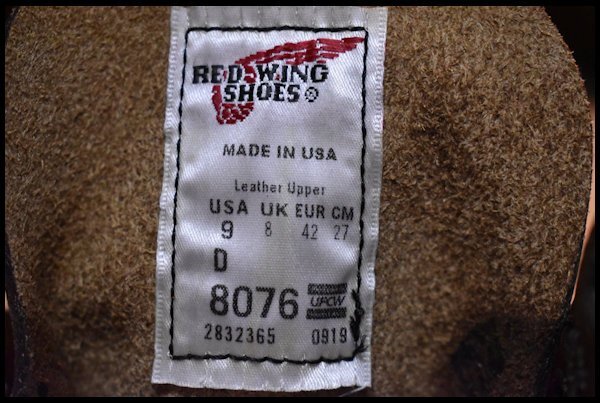 RED WING
SHOES ®
MADE IN USA
Leather Upper
USA UK EUR CM
9 8 42 27
D
8076 UFCW
2832365 0919